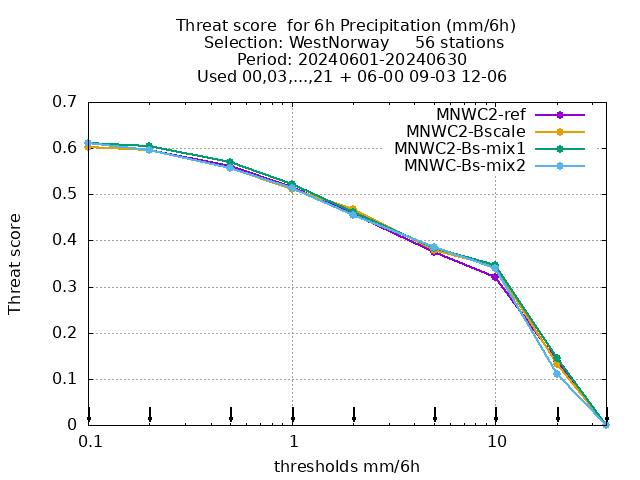 Threat score  for 6h Precipitation (mm/6h)
Selection: WestNorway     56 stations
Period: 20240601-20240630
Used 00,03,...,21 + 06-00 09-03 12-06
MNWC2-ref
MNWC2-Bscale
MNWC2-Bs-mix1
MNWC-Bs-mix2
Threat score
0.7
0.6
0.5
0.4
0.3
0.2
0.1
0
0.1
1
10
thresholds mm/6h